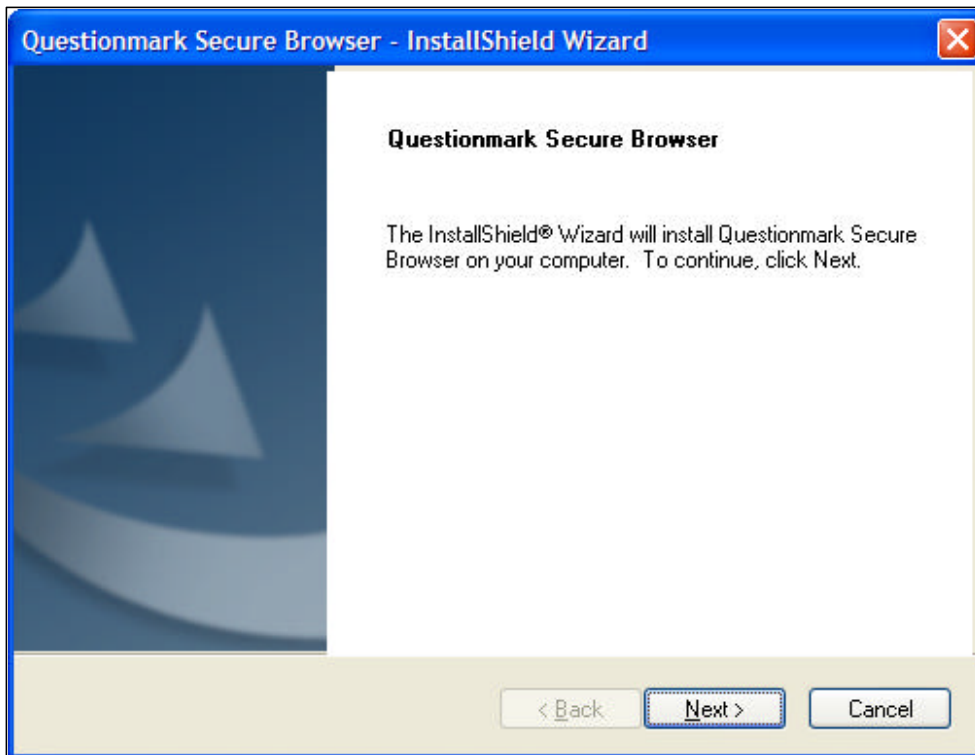 Questionmark Secure Browser - InstallShield Wizard
Questionmark Secure Browser
The InstallShield® Wizard will install Questionmark Secure
Browser on your computer.  To continue, click Next.
< Back
Next >
Cancel